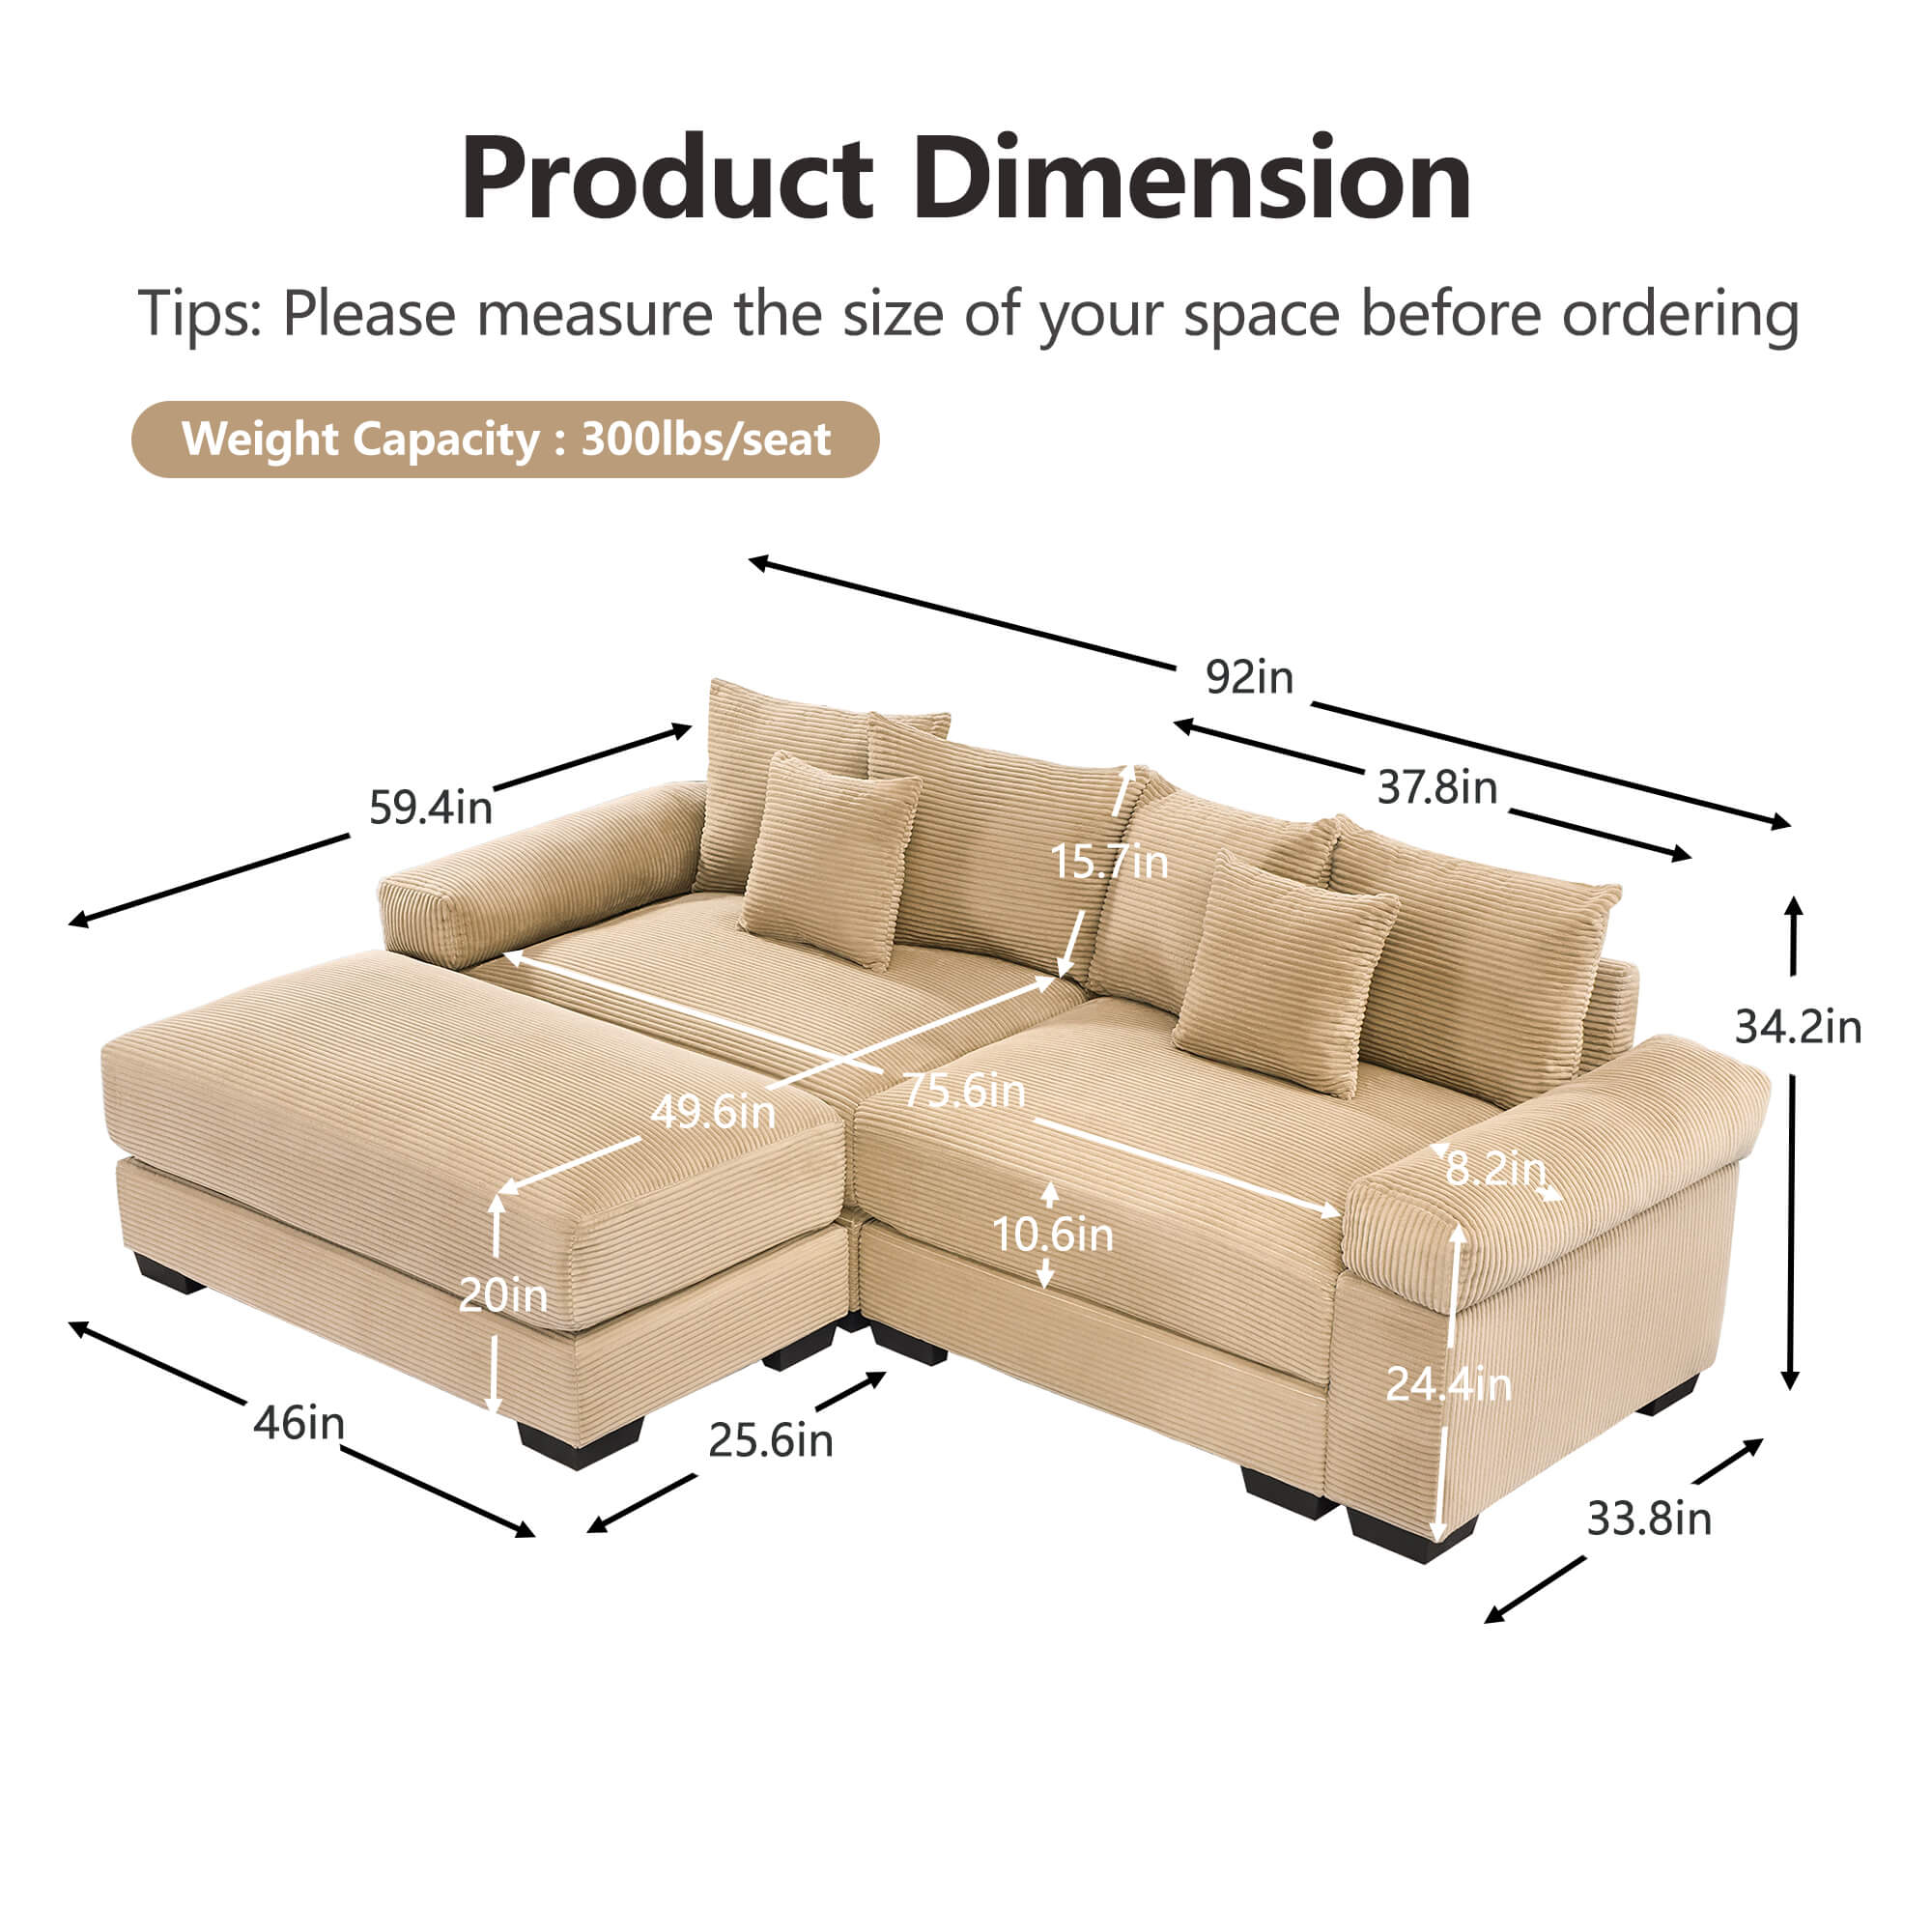 Product Dimension
Tips: Please measure the size of your space before ordering
Weight Capacity : 300lbs/seat
92in
37.8in
59.4in
15.7in
34.2in
75.6in
49.6in
8.2in
10.6in
20in
24.4in
46in
25.6in
33.8in